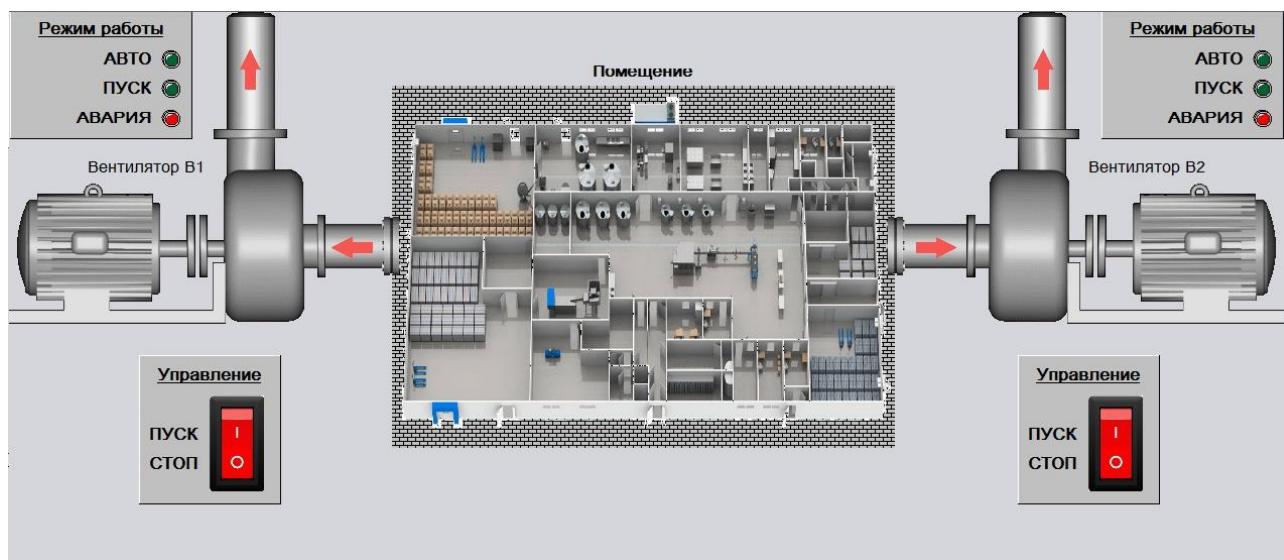 Режим работы
АВТО
ПУСК
АВАРИЯ
Вентилятор В1
Помещение
Режим работы
АВТО
ПУСК
АВАРИЯ
Вентилятор В2
Управление
ПУСК
СТОП
I
O
Управление
ПУСК
СТОП
I
O